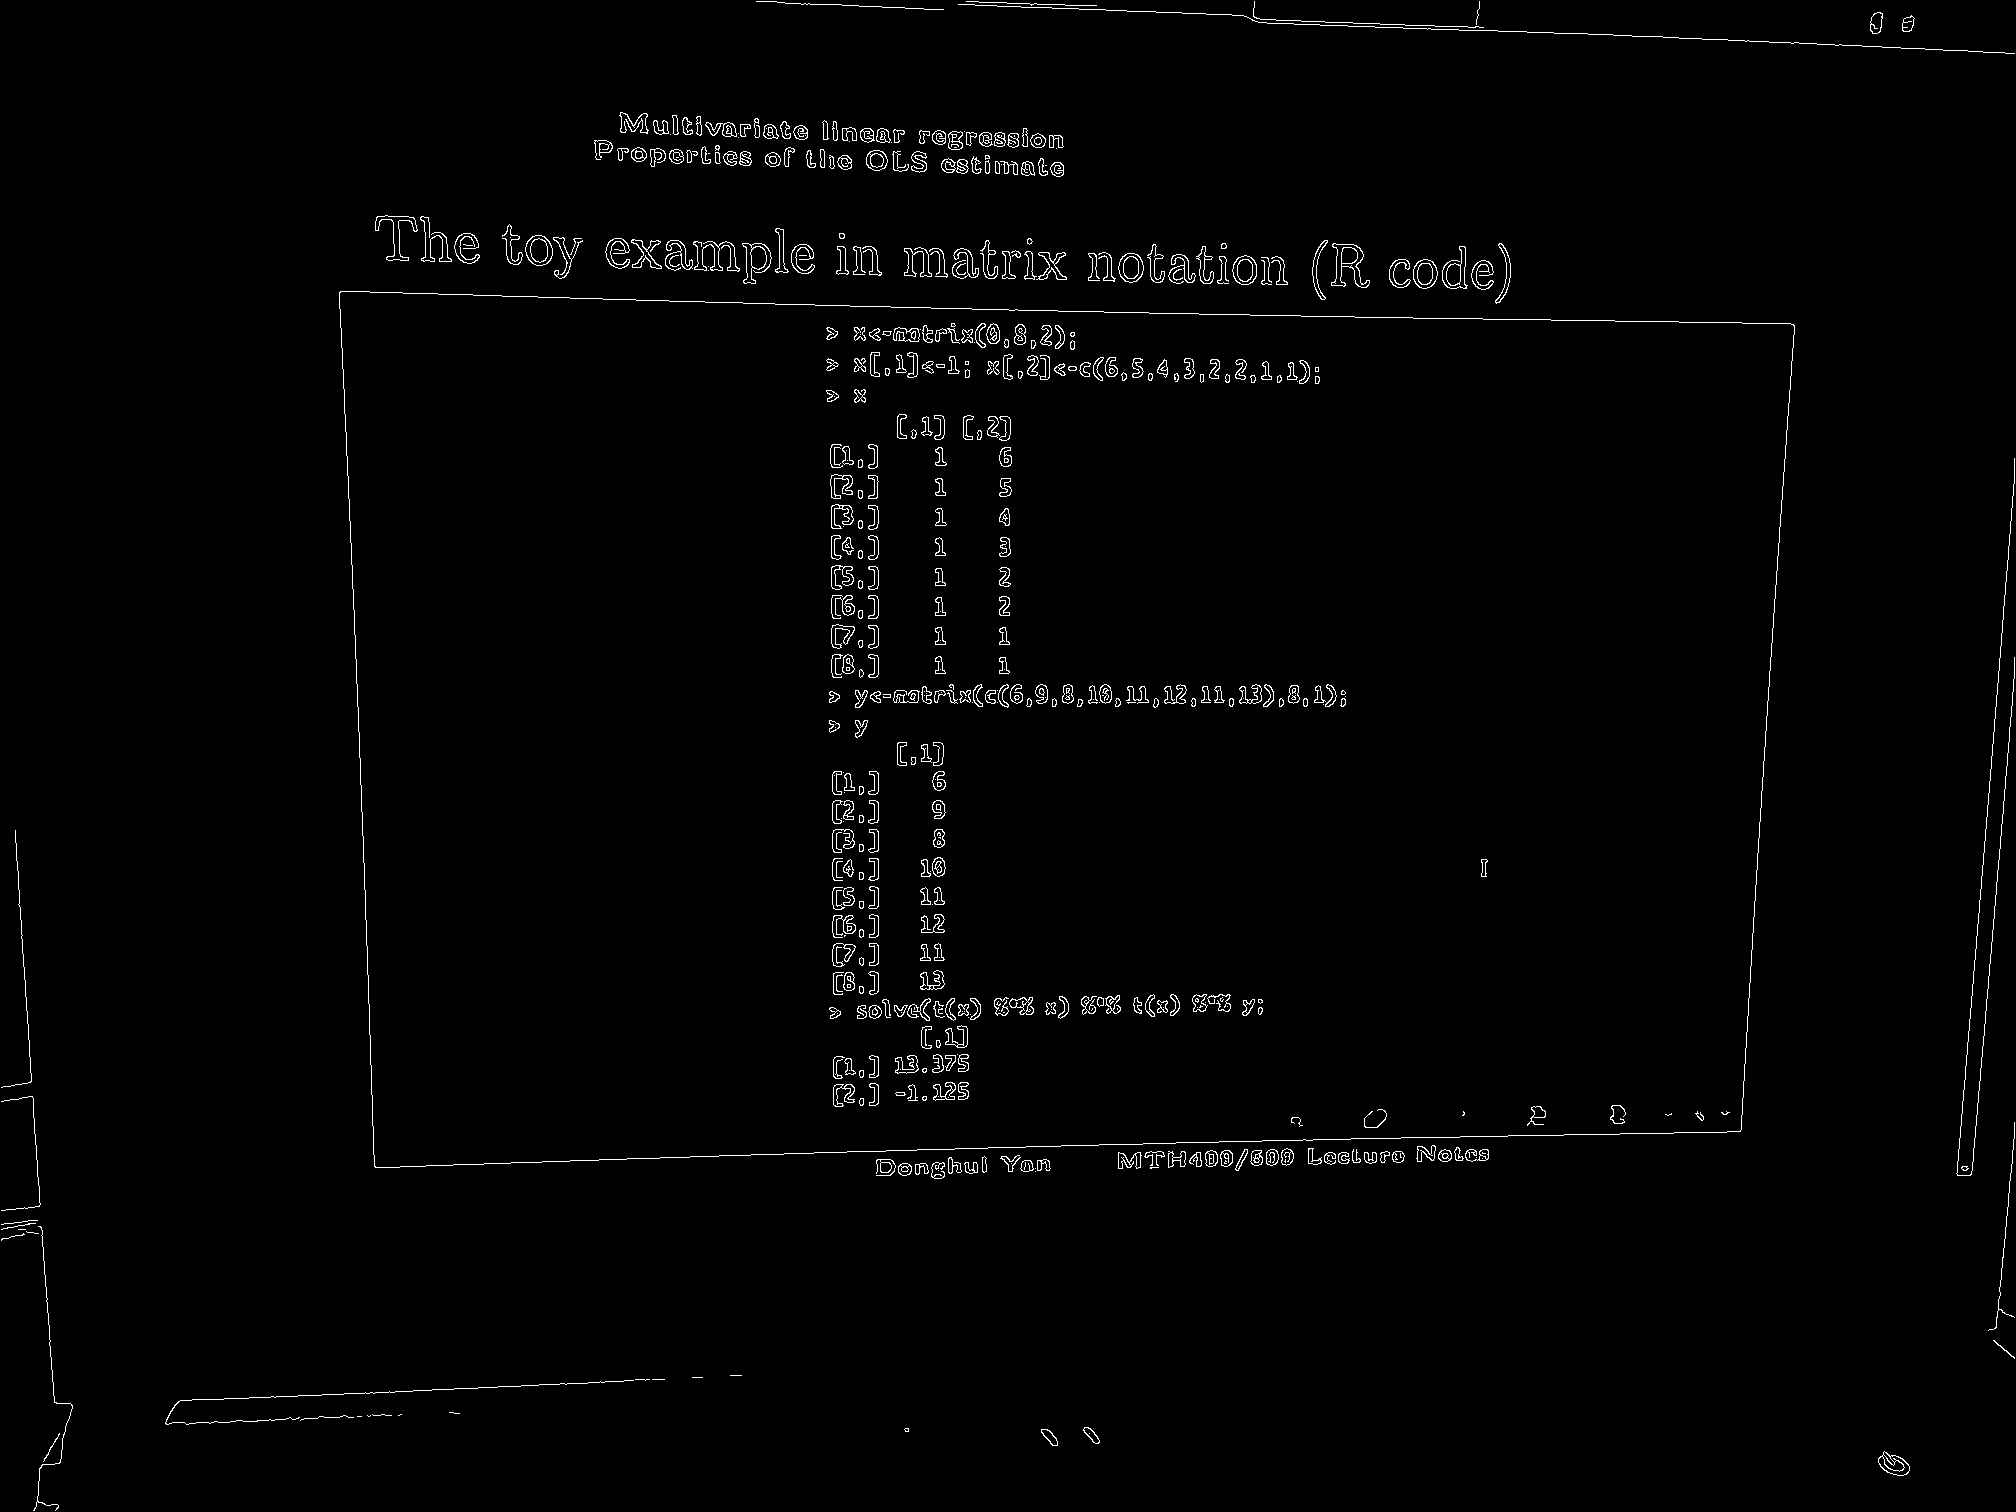 Multivariate linear regression
Properties of the OLS estimate
The toy example in matrix notation (R code)
> x<-matrix(0,8,2);
> x[,1]<-1; x[,2]<-c(6,5,4,3,2,2,1,1);
> x
[,1] [,2]
[1,] 1 6
[2,] 1 5
[3,] 1 4
[4,] 1 3
[5,] 1 2
[6,] 1 2
[7,] 1 1
[8,] 1 1
> y<-matrix(c(6,9,8,10,11,12,11,13),8,1);
> y
[,1]
[1,] 6
[2,] 9
[3,] 8
[4,] 10
[5,] 11
[6,] 12
[7,] 11
[8,] 13
> solve(t(x) %*% x) %*% t(x) %*% y;
[,1]
[1,] 13.375
[2,] -1.125
Donghui Yan MTH409/609 Lecture Notes